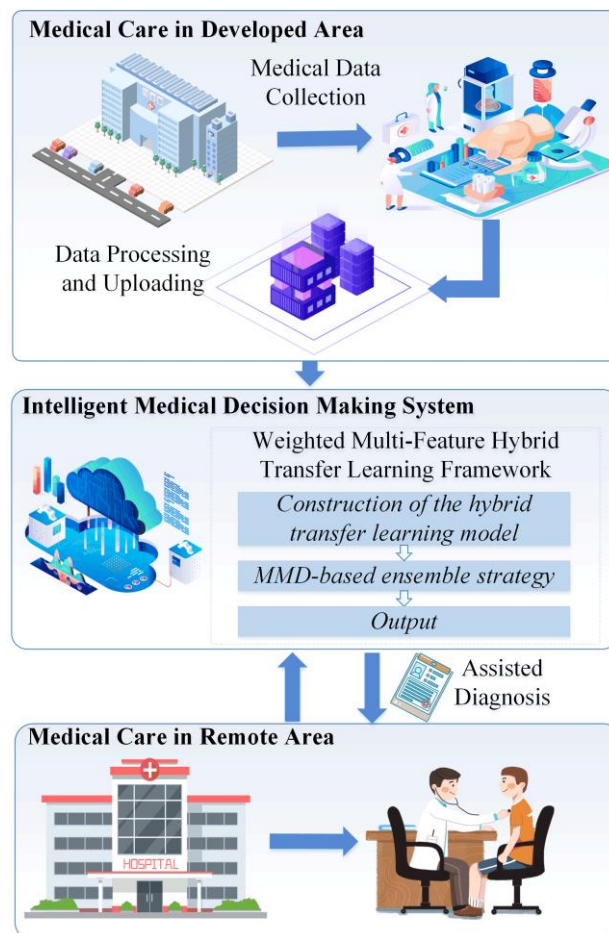 Medical Care in Developed Area
Medical Data
Collection
Data Processing
and Uploading
Intelligent Medical Decision Making System
Weighted Multi-Feature Hybrid
Transfer Learning Framework
Construction of the hybrid
transfer learning model
MMD-based ensemble strategy
Output
Assisted
Diagnosis
Medical Care in Remote Area
HOSPITAL